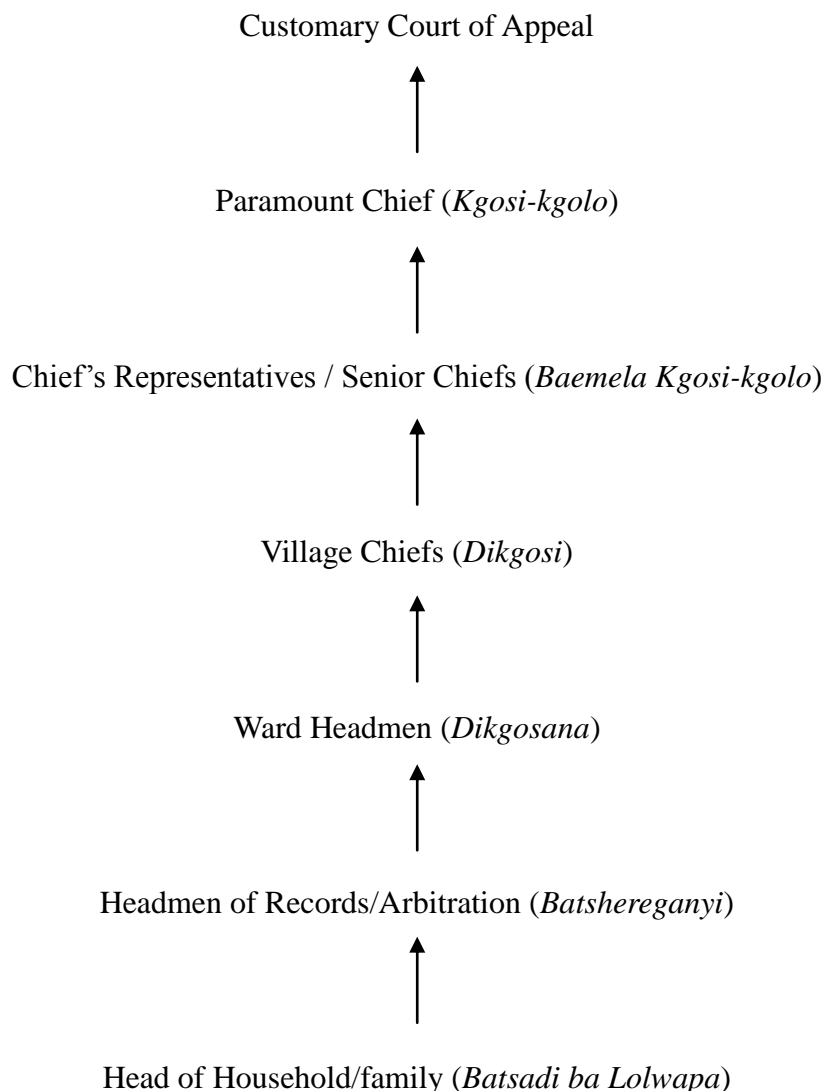 Customary Court of Appeal
Paramount Chief (Kgosi-kgolo)
Chief’s Representatives / Senior Chiefs (Baemela Kgosi-kgolo)
Village Chiefs (Dikgosi)
Ward Headmen (Dikgosana)
Headmen of Records/Arbitration (Batshereganyi)
Head of Household/family (Batsadi ba Lolwapa)